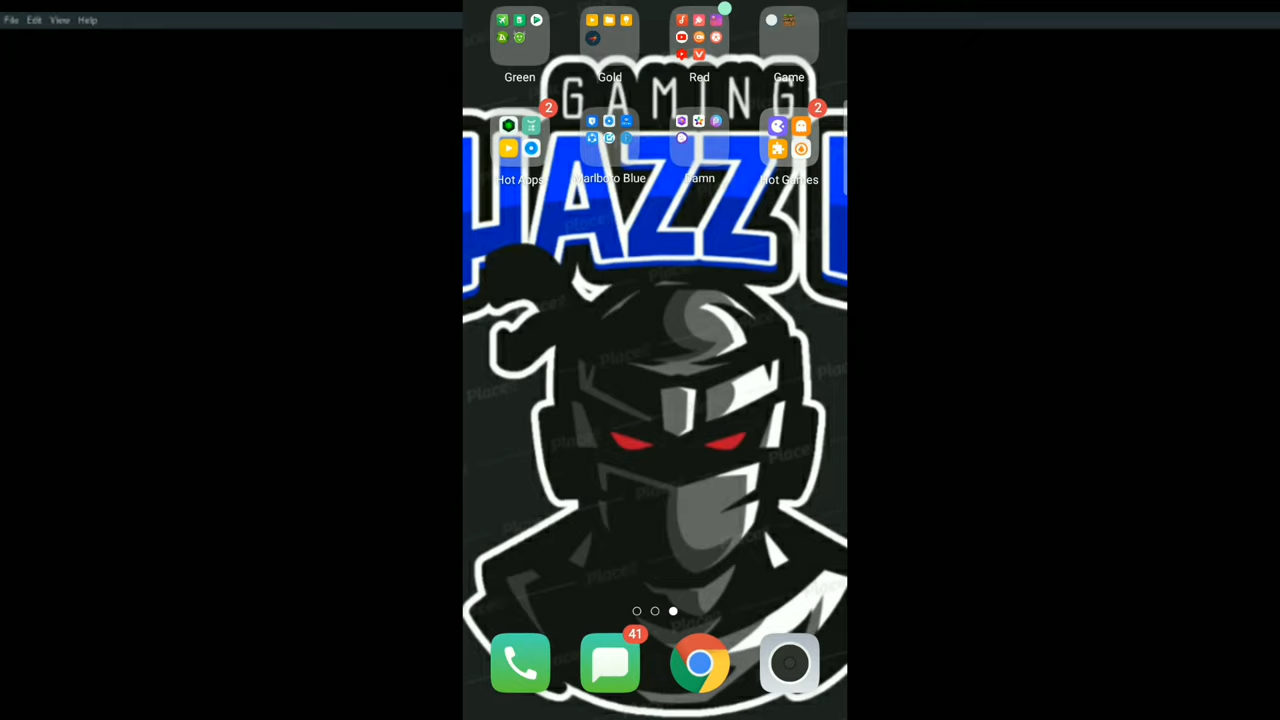 File Edit View Help
Green Gold Red Game
GAMING
2 2
Hot Apps Marlboro Blue Damn Hot Games
HAZZ
41